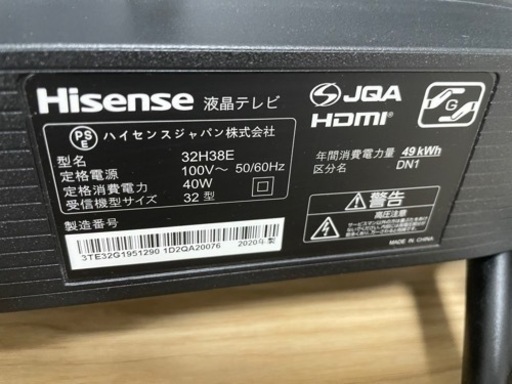 Hisense 液晶テレビ
PS
E
ハイセンスジャパン株式会社
型名 32H38E
定格電源 100V～ 50/60Hz
定格消費電力 40W
受信機型サイズ 32 型
製造番号
3TE32G1951290 1D2QA20076 2020年製
JQA
HDMI
G
年間消費電力量 49 kWh
区分名 DN1
警告
高圧注意
MADE IN CHINA